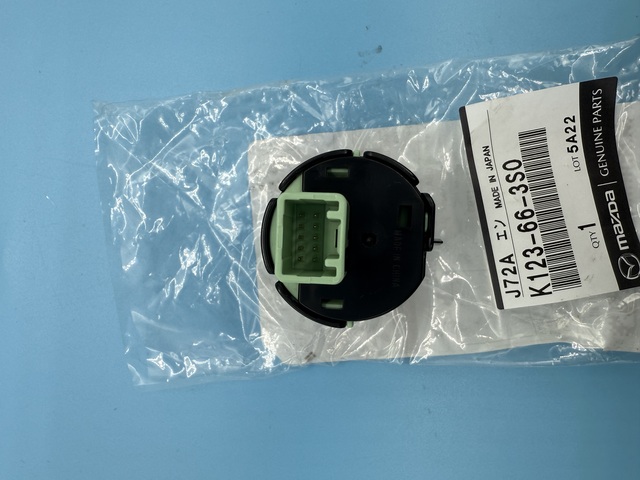 J72A エン MADE IN JAPAN
K123-66-3S0
QTY 1 LOT 5A22
mazda | GENUINE PARTS